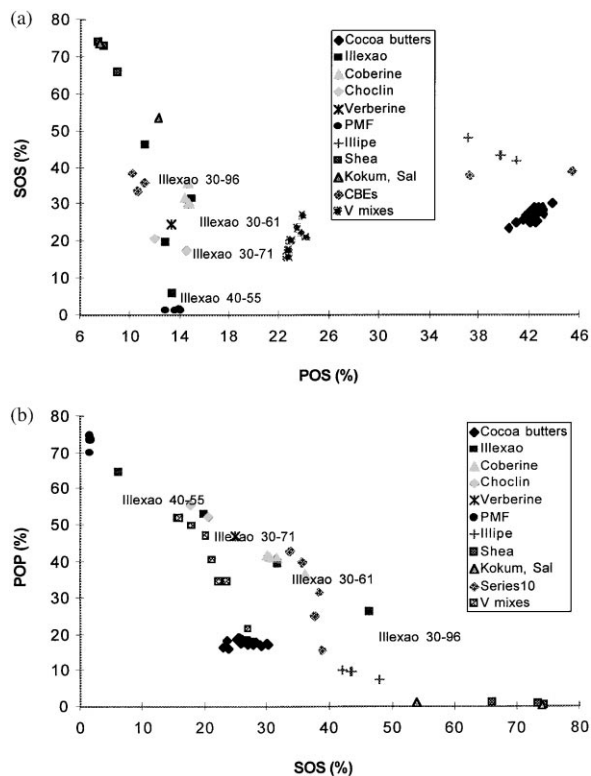 (a)
80
70
60
50
40
30
20
10
0
SOS (%)
6 10 14 18 22 26 30 34 38 42 46
POS (%)
Cocoa butters
Illexao
Coberine
Choclin
Verberine
PMF
Illipe
Shea
Kokum, Sal
CBEs
V mixes
Illexao 30-96
Illexao 30-61
Illexao 30-71
Illexao 40-55
(b)
80
70
60
50
40
30
20
10
0
POP (%)
0 10 20 30 40 50 60 70 80
SOS (%)
Cocoa butters
Illexao
Coberine
Choclin
Verberine
PMF
Illipe
Shea
Kokum, Sal
Series10
V mixes
Illexao 40-55
Illexao 30-71
Illexao 30-61
Illexao 30-96